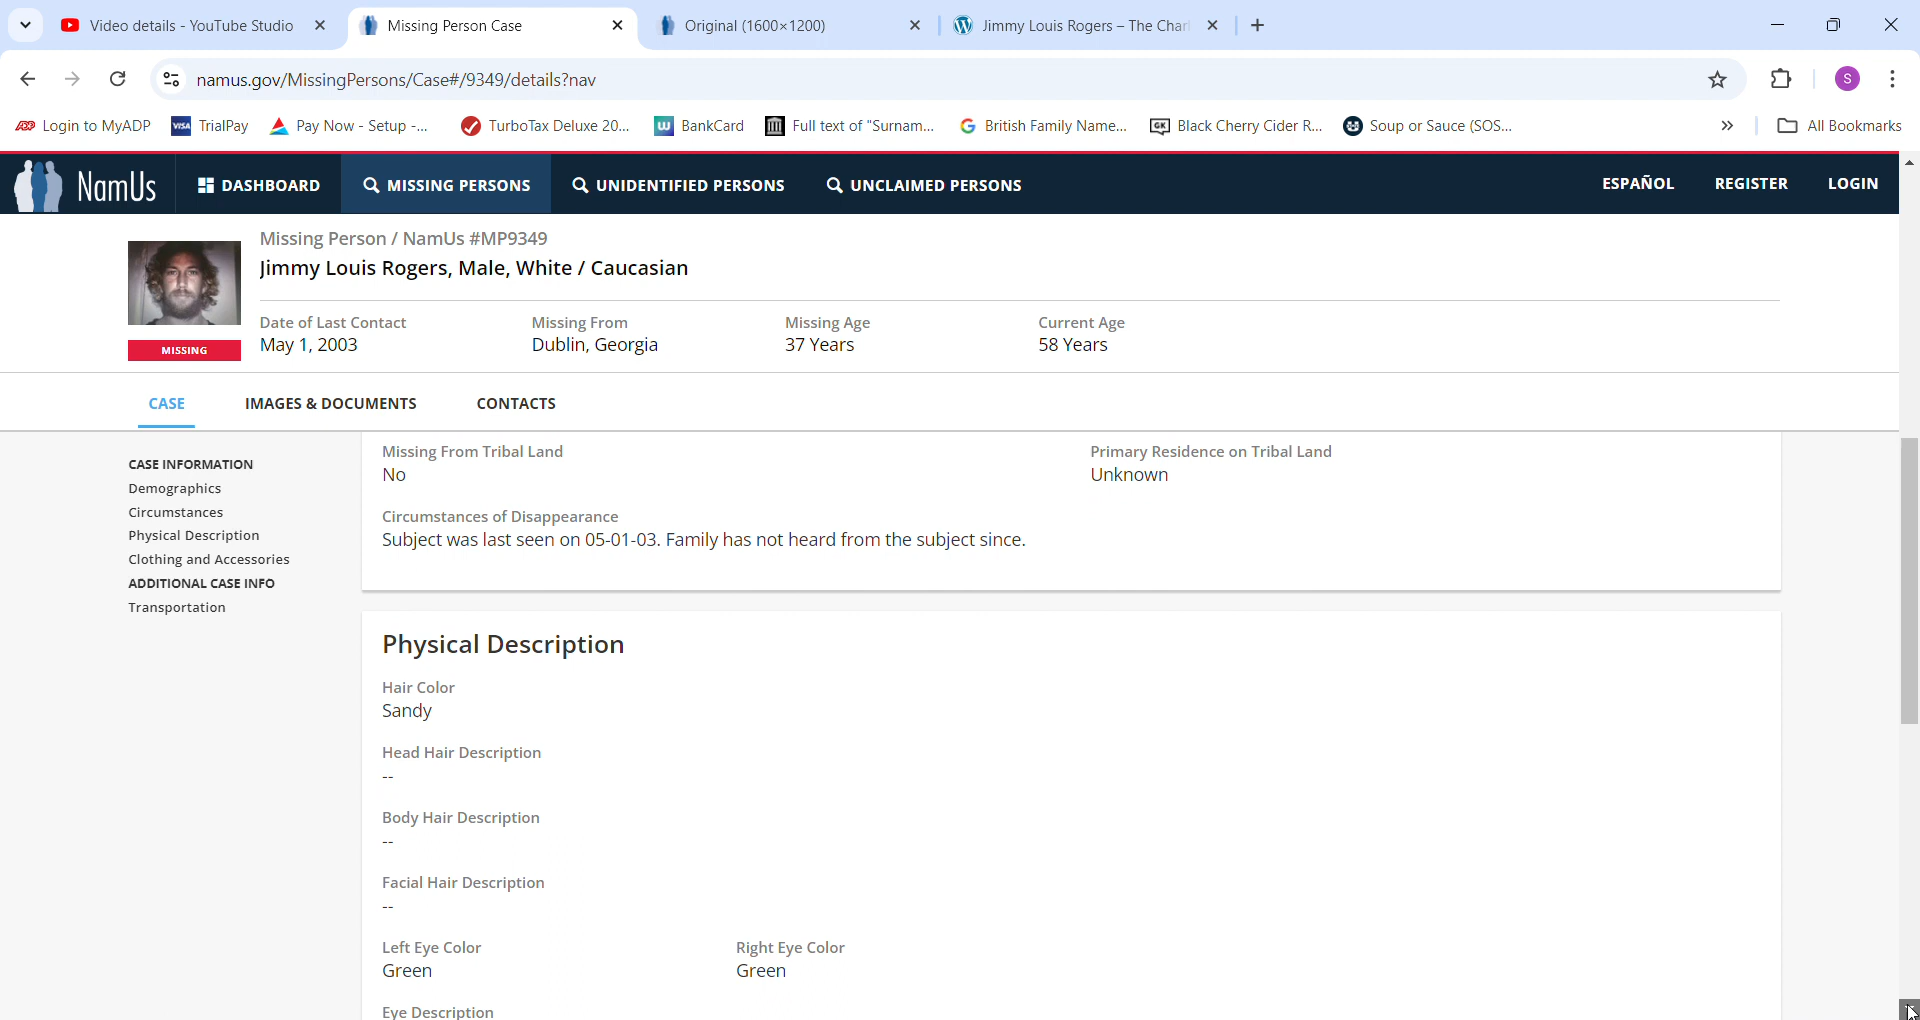 Video details - YouTube Studio
Missing Person Case
Original (1600×1200)
Jimmy Louis Rogers – The Charl
namus.gov/MissingPersons/Case#/9349/details?nav
S
ADP Login to MyADP
VISA TrialPay
Pay Now - Setup -...
TurboTax Deluxe 20...
W BankCard
Full text of "Surnam...
G British Family Name...
GK Black Cherry Cider R...
Soup or Sauce (SOS...
»
All Bookmarks
NamUs
DASHBOARD
MISSING PERSONS
UNIDENTIFIED PERSONS
UNCLAIMED PERSONS
ESPAÑOL
REGISTER
LOGIN
Missing Person / NamUs #MP9349
Jimmy Louis Rogers, Male, White / Caucasian
Date of Last Contact
May 1, 2003
Missing From
Dublin, Georgia
Missing Age
37 Years
Current Age
58 Years
MISSING
CASE
IMAGES & DOCUMENTS
CONTACTS
CASE INFORMATION
Demographics
Circumstances
Physical Description
Clothing and Accessories
ADDITIONAL CASE INFO
Transportation
Missing From Tribal Land
No
Primary Residence on Tribal Land
Unknown
Circumstances of Disappearance
Subject was last seen on 05-01-03. Family has not heard from the subject since.
Physical Description
Hair Color
Sandy
Head Hair Description
--
Body Hair Description
--
Facial Hair Description
--
Left Eye Color
Green
Right Eye Color
Green
Eye Description